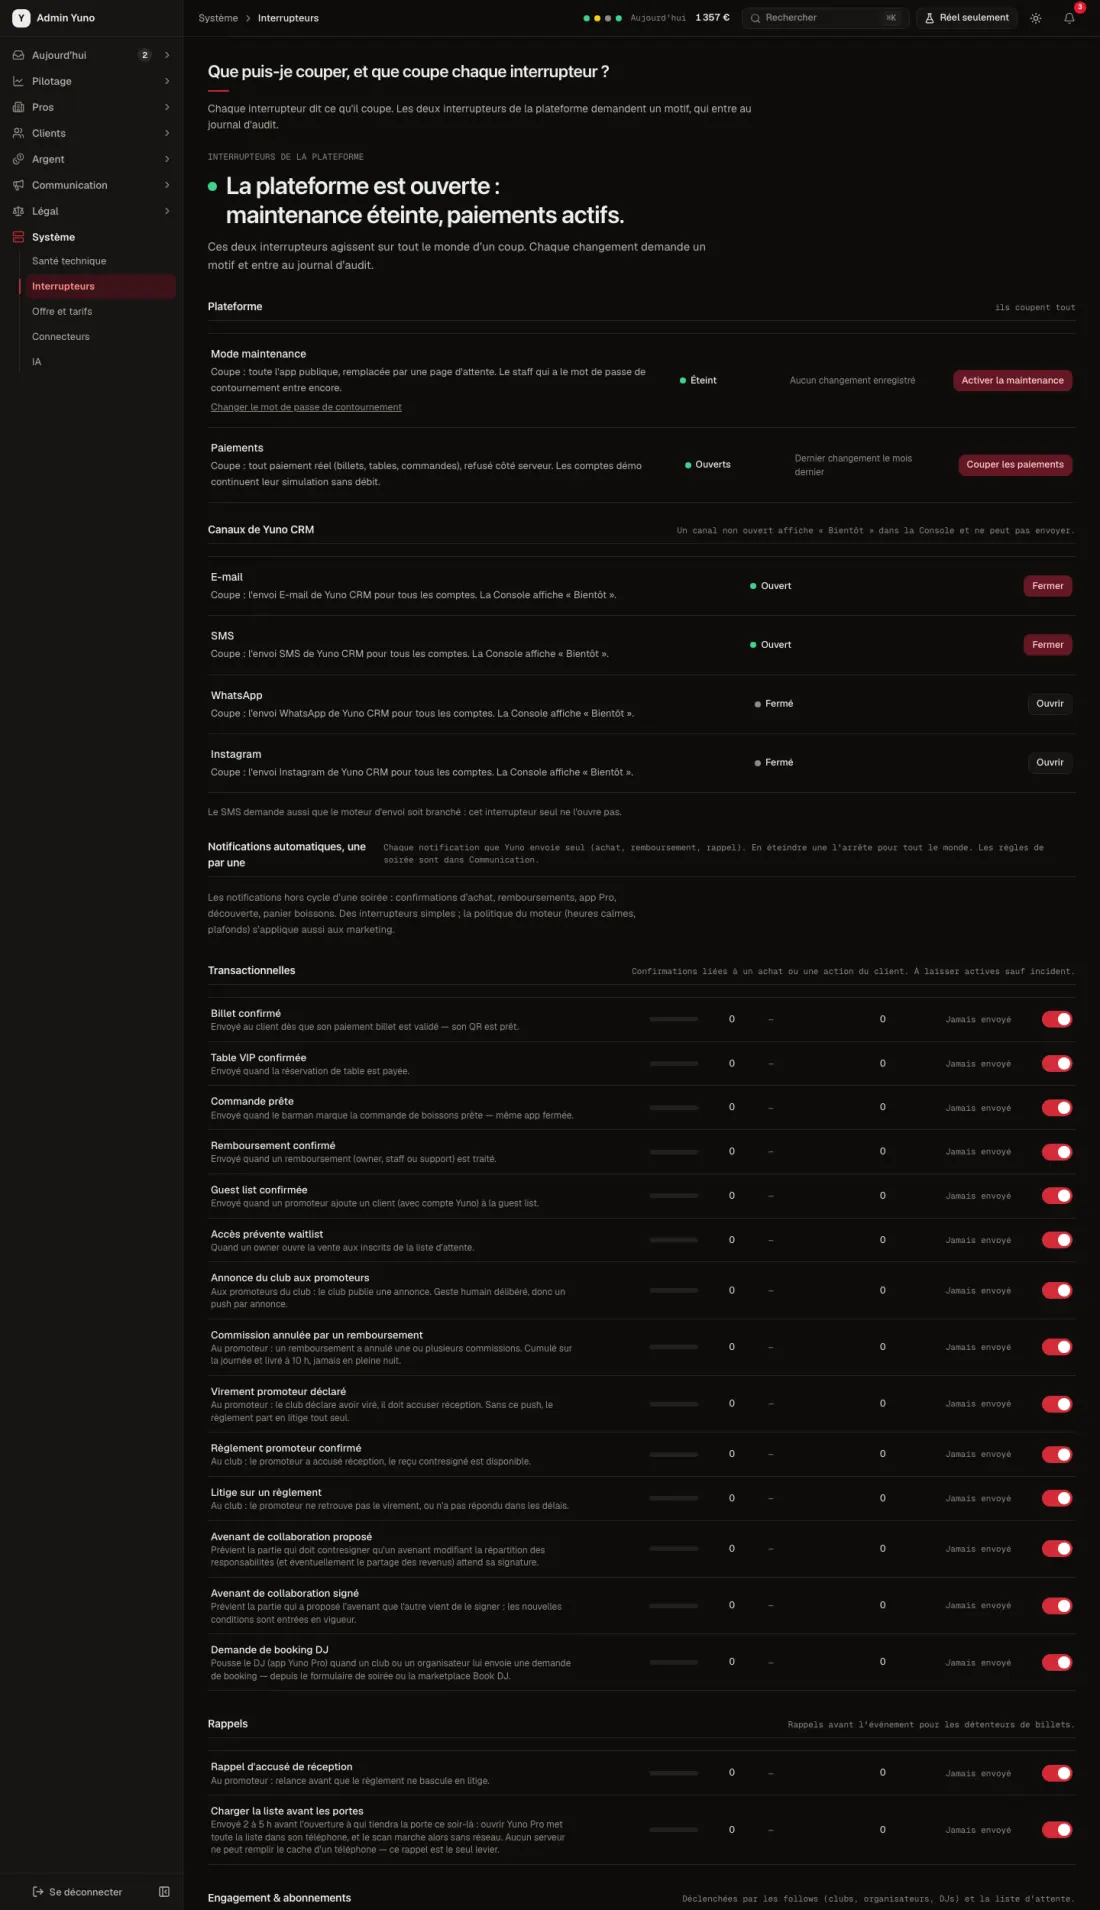 Y Admin Yuno
Système > Interrupteurs
Aujourd'hui 1 357 €
Rechercher ⌘K
Réel seulement
3
Aujourd'hui 2
Pilotage
Pros
Clients
Argent
Communication
Légal
Système
Santé technique
Interrupteurs
Offre et tarifs
Connecteurs
IA
Se déconnecter
Que puis-je couper, et que coupe chaque interrupteur ?
Chaque interrupteur dit ce qu'il coupe. Les deux interrupteurs de la plateforme demandent un motif, qui entre au
journal d'audit.
INTERRUPTEURS DE LA PLATEFORME
La plateforme est ouverte :
maintenance éteinte, paiements actifs.
Ces deux interrupteurs agissent sur tout le monde d'un coup. Chaque changement demande un
motif et entre au journal d'audit.
Plateforme
ils coupent tout
Mode maintenance
Coupe : toute l'app publique, remplacée par une page d'attente. Le staff qui a le mot de passe de
contournement entre encore.
Changer le mot de passe de contournement
Éteint
Aucun changement enregistré
Activer la maintenance
Paiements
Coupe : tout paiement réel (billets, tables, commandes), refusé côté serveur. Les comptes démo
continuent leur simulation sans débit.
Ouverts
Dernier changement le mois
dernier
Couper les paiements
Canaux de Yuno CRM
Un canal non ouvert affiche « Bientôt » dans la Console et ne peut pas envoyer.
E-mail
Coupe : l'envoi E-mail de Yuno CRM pour tous les comptes. La Console affiche « Bientôt ».
Ouvert
Fermer
SMS
Coupe : l'envoi SMS de Yuno CRM pour tous les comptes. La Console affiche « Bientôt ».
Ouvert
Fermer
WhatsApp
Coupe : l'envoi WhatsApp de Yuno CRM pour tous les comptes. La Console affiche « Bientôt ».
Fermé
Ouvrir
Instagram
Coupe : l'envoi Instagram de Yuno CRM pour tous les comptes. La Console affiche « Bientôt ».
Fermé
Ouvrir
Le SMS demande aussi que le moteur d'envoi soit branché : cet interrupteur seul ne l'ouvre pas.
Notifications automatiques, une
par une
Chaque notification que Yuno envoie seul (achat, remboursement, rappel). En éteindre une l'arrête pour tout le monde. Les règles de
soirée sont dans Communication.
Les notifications hors cycle d'une soirée : confirmations d'achat, remboursements, app Pro,
découverte, panier boissons. Des interrupteurs simples ; la politique du moteur (heures calmes,
plafonds) s'applique aussi aux marketing.
Transactionnelles
Confirmations liées à un achat ou une action du client. À laisser actives sauf incident.
Billet confirmé
Envoyé au client dès que son paiement billet est validé — son QR est prêt.
0 – 0 Jamais envoyé
Table VIP confirmée
Envoyé quand la réservation de table est payée.
0 – 0 Jamais envoyé
Commande prête
Envoyé quand le barman marque la commande de boissons prête — même app fermée.
0 – 0 Jamais envoyé
Remboursement confirmé
Envoyé quand un remboursement (owner, staff ou support) est traité.
0 – 0 Jamais envoyé
Guest list confirmée
Envoyé quand un promoteur ajoute un client (avec compte Yuno) à la guest list.
0 – 0 Jamais envoyé
Accès prévente waitlist
Quand un owner ouvre la vente aux inscrits de la liste d'attente.
0 – 0 Jamais envoyé
Annonce du club aux promoteurs
Aux promoteurs du club : le club publie une annonce. Geste humain délibéré, donc un
push par annonce.
0 – 0 Jamais envoyé
Commission annulée par un remboursement
Au promoteur : un remboursement a annulé une ou plusieurs commissions. Cumulé sur
la journée et livré à 10 h, jamais en pleine nuit.
0 – 0 Jamais envoyé
Virement promoteur déclaré
Au promoteur : le club déclare avoir viré, il doit accuser réception. Sans ce push, le
règlement part en litige tout seul.
0 – 0 Jamais envoyé
Règlement promoteur confirmé
Au club : le promoteur a accusé réception, le reçu contresigné est disponible.
0 – 0 Jamais envoyé
Litige sur un règlement
Au club : le promoteur ne retrouve pas le virement, ou n'a pas répondu dans les délais.
0 – 0 Jamais envoyé
Avenant de collaboration proposé
Prévient la partie qui doit contresigner qu'un avenant modifiant la répartition des
responsabilités (et éventuellement le partage des revenus) attend sa signature.
0 – 0 Jamais envoyé
Avenant de collaboration signé
Prévient la partie qui a proposé l'avenant que l'autre vient de le signer : les nouvelles
conditions sont entrées en vigueur.
0 – 0 Jamais envoyé
Demande de booking DJ
Pousse le DJ (app Yuno Pro) quand un club ou un organisateur lui envoie une demande
de booking — depuis le formulaire de soirée ou la marketplace Book DJ.
0 – 0 Jamais envoyé
Rappels
Rappels avant l'événement pour les détenteurs de billets.
Rappel d'accusé de réception
Au promoteur : relance avant que le règlement ne bascule en litige.
0 – 0 Jamais envoyé
Charger la liste avant les portes
Envoyé 2 à 5 h avant l'ouverture à qui tiendra la porte ce soir-là : ouvrir Yuno Pro met
toute la liste dans son téléphone, et le scan marche alors sans réseau. Aucun serveur
ne peut remplir le cache d'un téléphone — ce rappel est le seul levier.
0 – 0 Jamais envoyé
Engagement & abonnements
Déclenchées par les follows (clubs, organisateurs, DJs) et la liste d'attente.